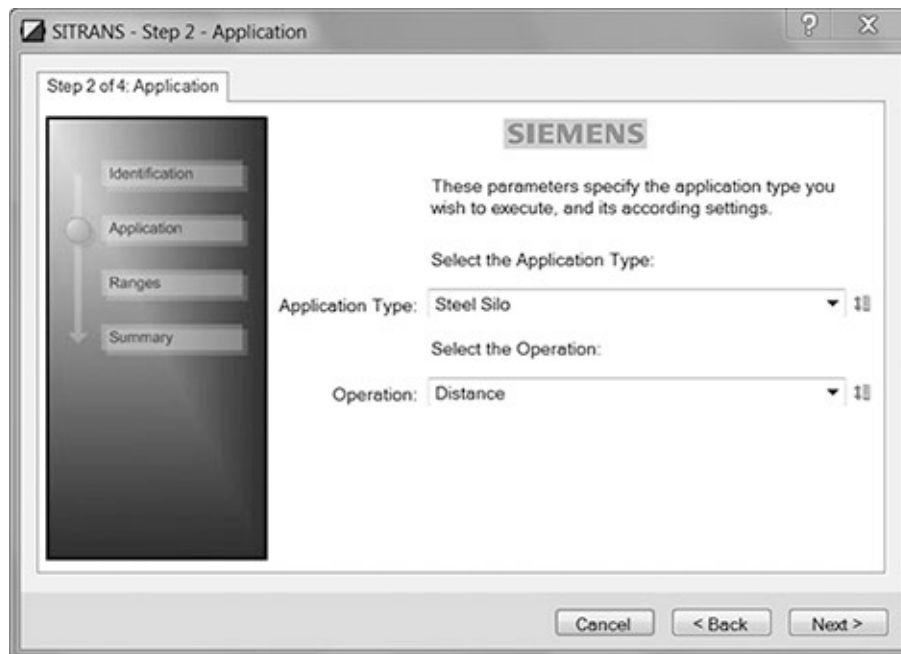 SITRANS - Step 2 - Application
?
X
Step 2 of 4: Application
Identification
Application
Ranges
Summary
SIEMENS
These parameters specify the application type you
wish to execute, and its according settings.
Select the Application Type:
Application Type: Steel Silo
Select the Operation:
Operation: Distance
Cancel
< Back
Next >